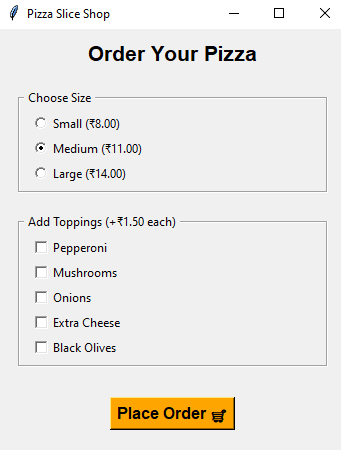 Pizza Slice Shop
Order Your Pizza
Choose Size
Small (₹8.00)
Medium (₹11.00)
Large (₹14.00)
Add Toppings (+₹1.50 each)
Pepperoni
Mushrooms
Onions
Extra Cheese
Black Olives
Place Order 🛒